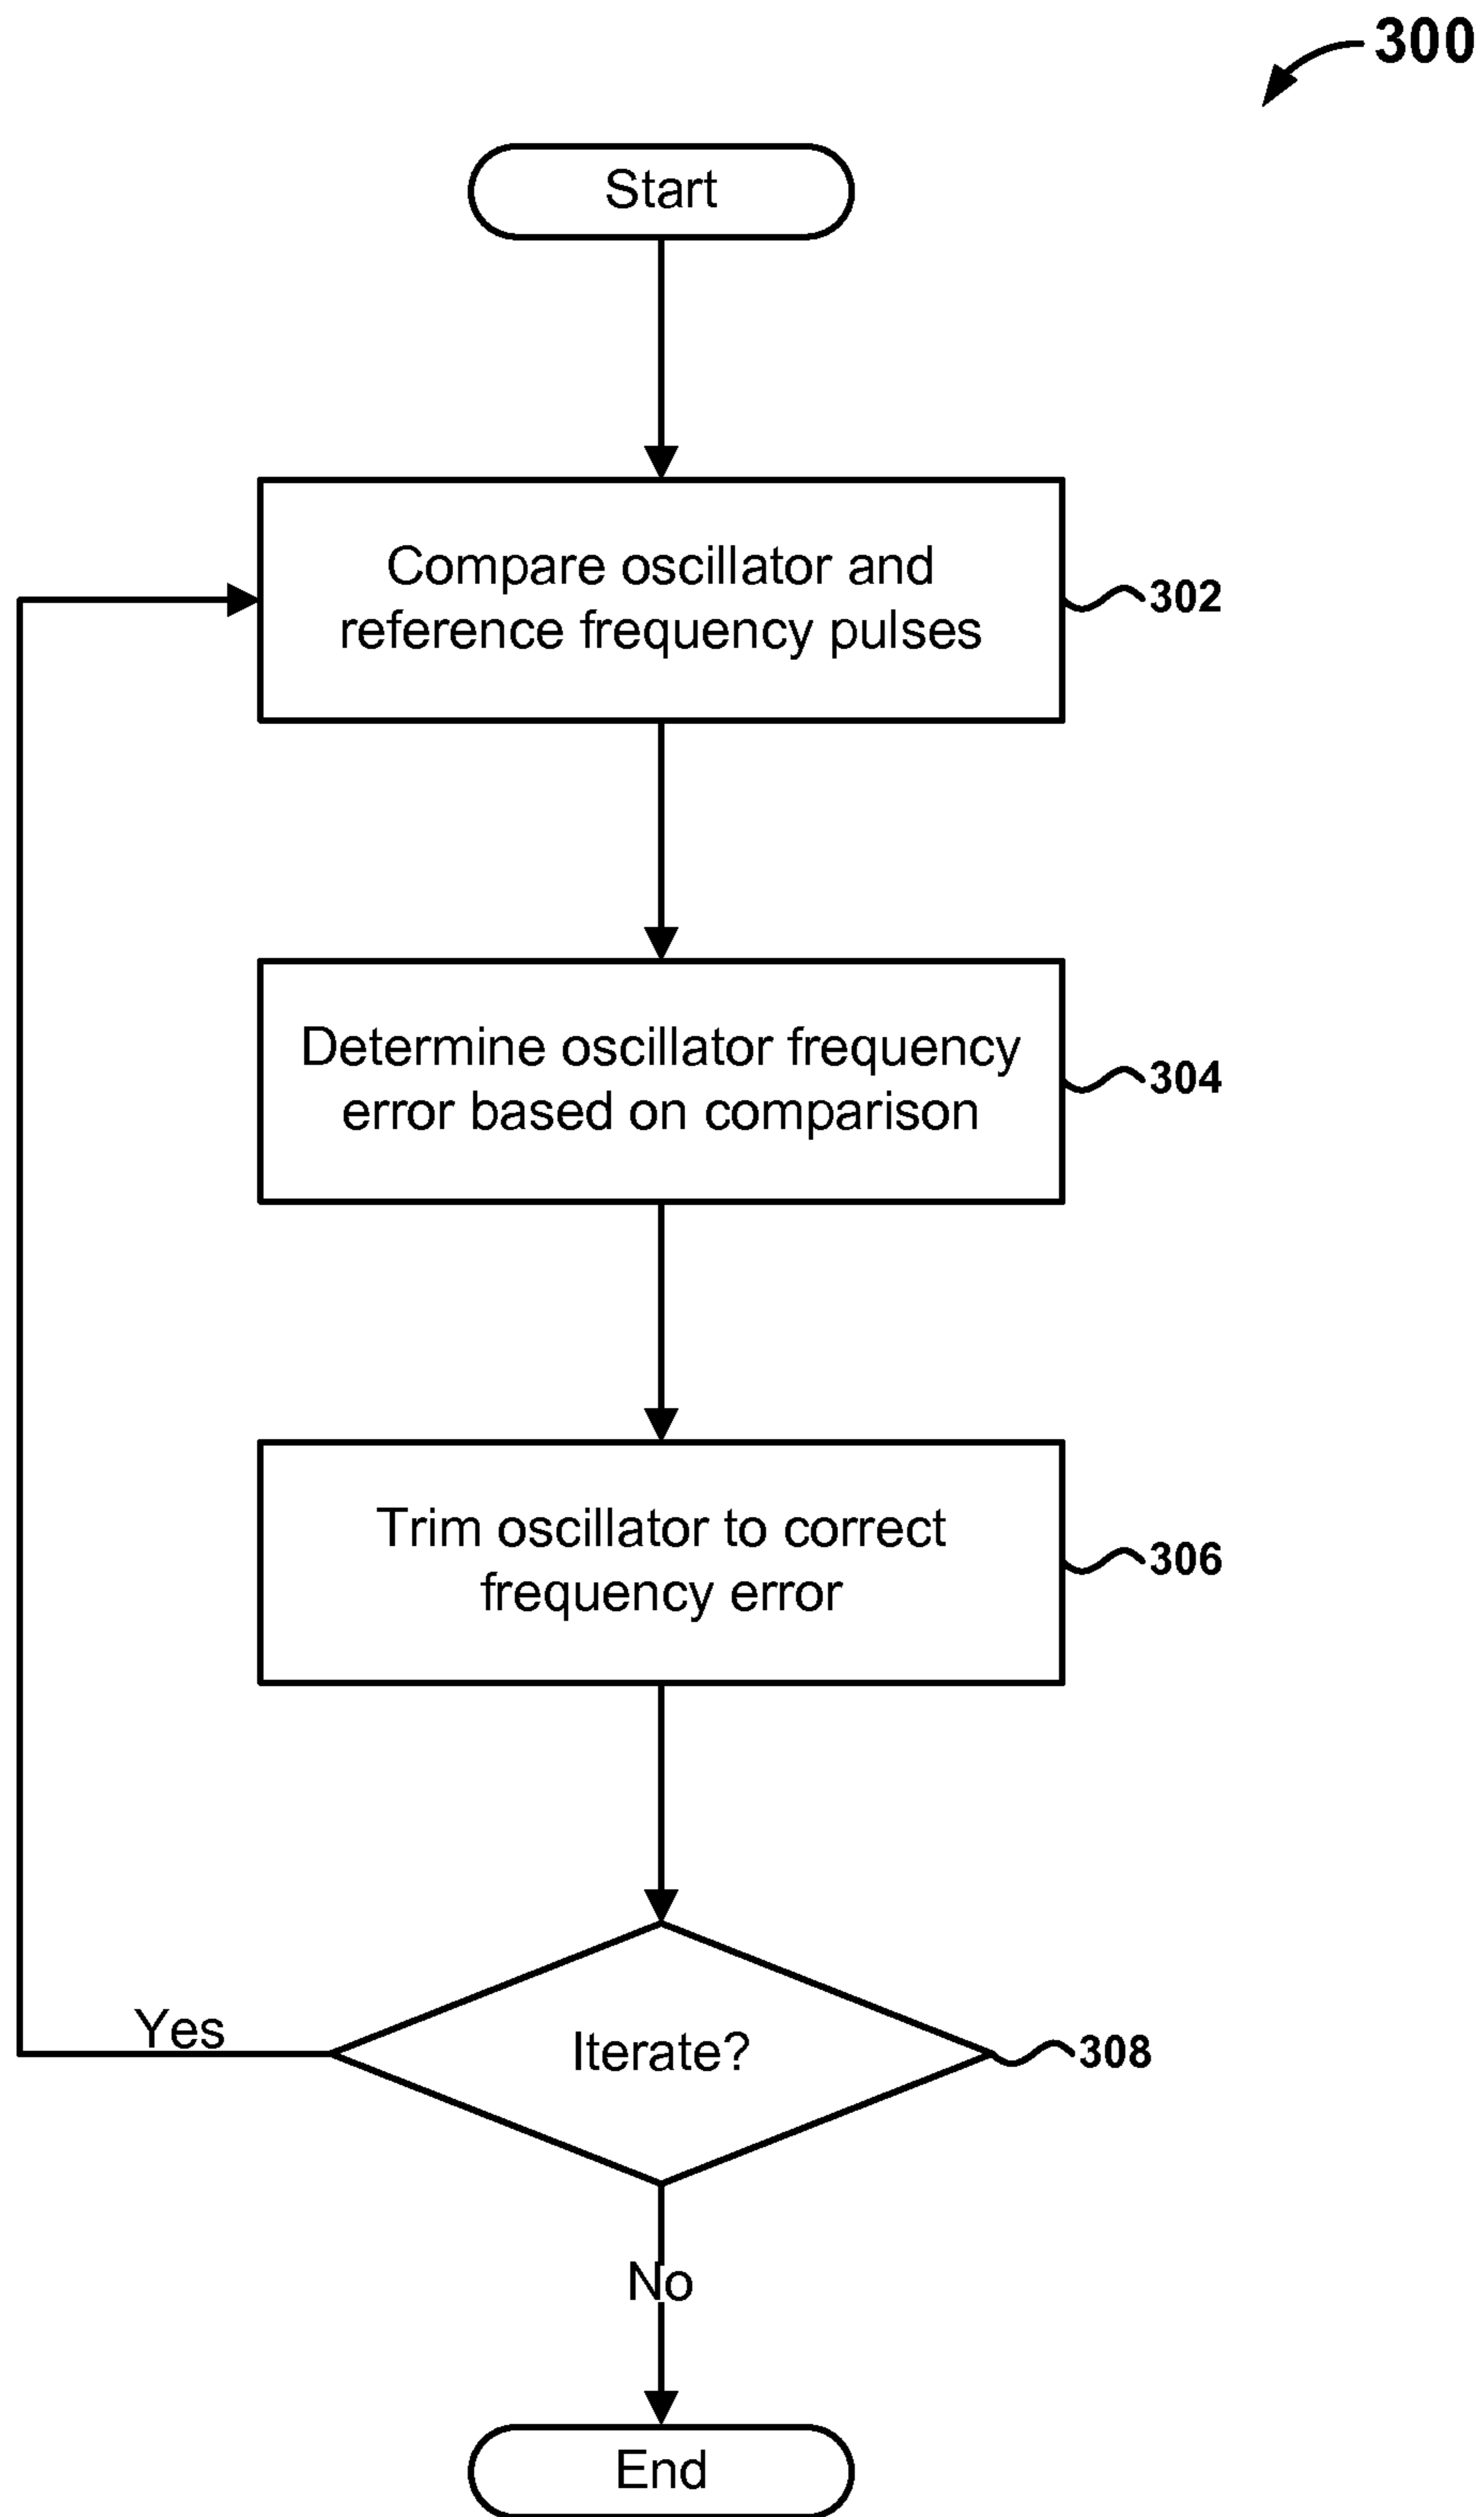 300
Start
Compare oscillator and
reference frequency pulses
302
Determine oscillator frequency
error based on comparison
304
Trim oscillator to correct
frequency error
306
Yes
Iterate?
308
No
End